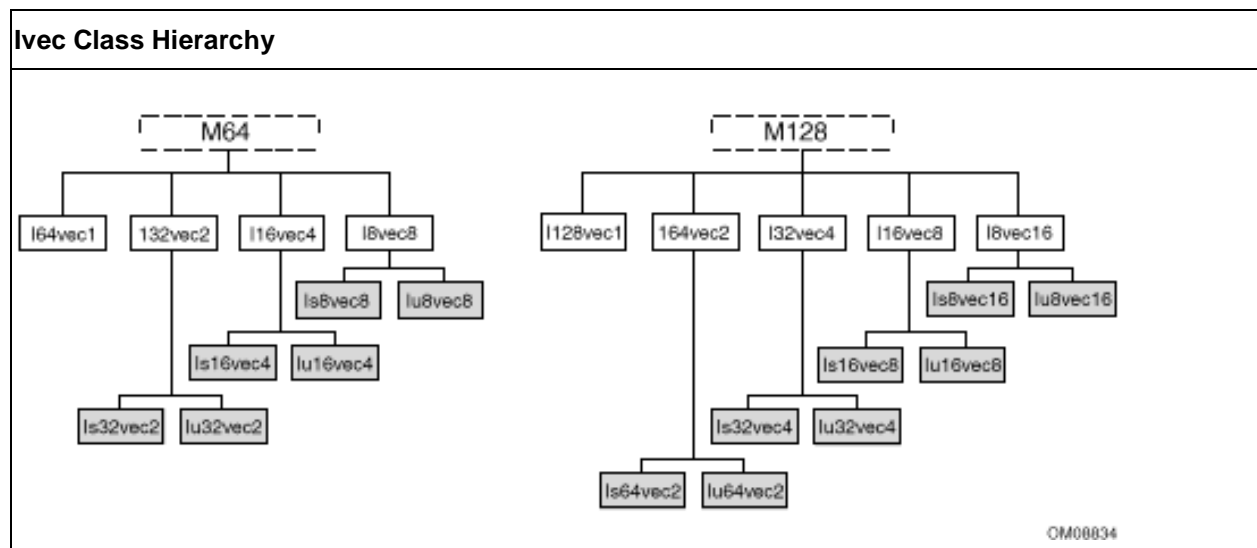 Ivec Class Hierarchy
M64
M128
I64vec1
132vec2
I16vec4
I8vec8
I128vec1
164vec2
I32vec4
I16vec8
I8vec16
Is8vec8
Iu8vec8
Is8vec16
Iu8vec16
Is16vec4
Iu16vec4
Is16vec8
Iu16vec8
Is32vec2
Iu32vec2
Is32vec4
Iu32vec4
Is64vec2
Iu64vec2
OM08834